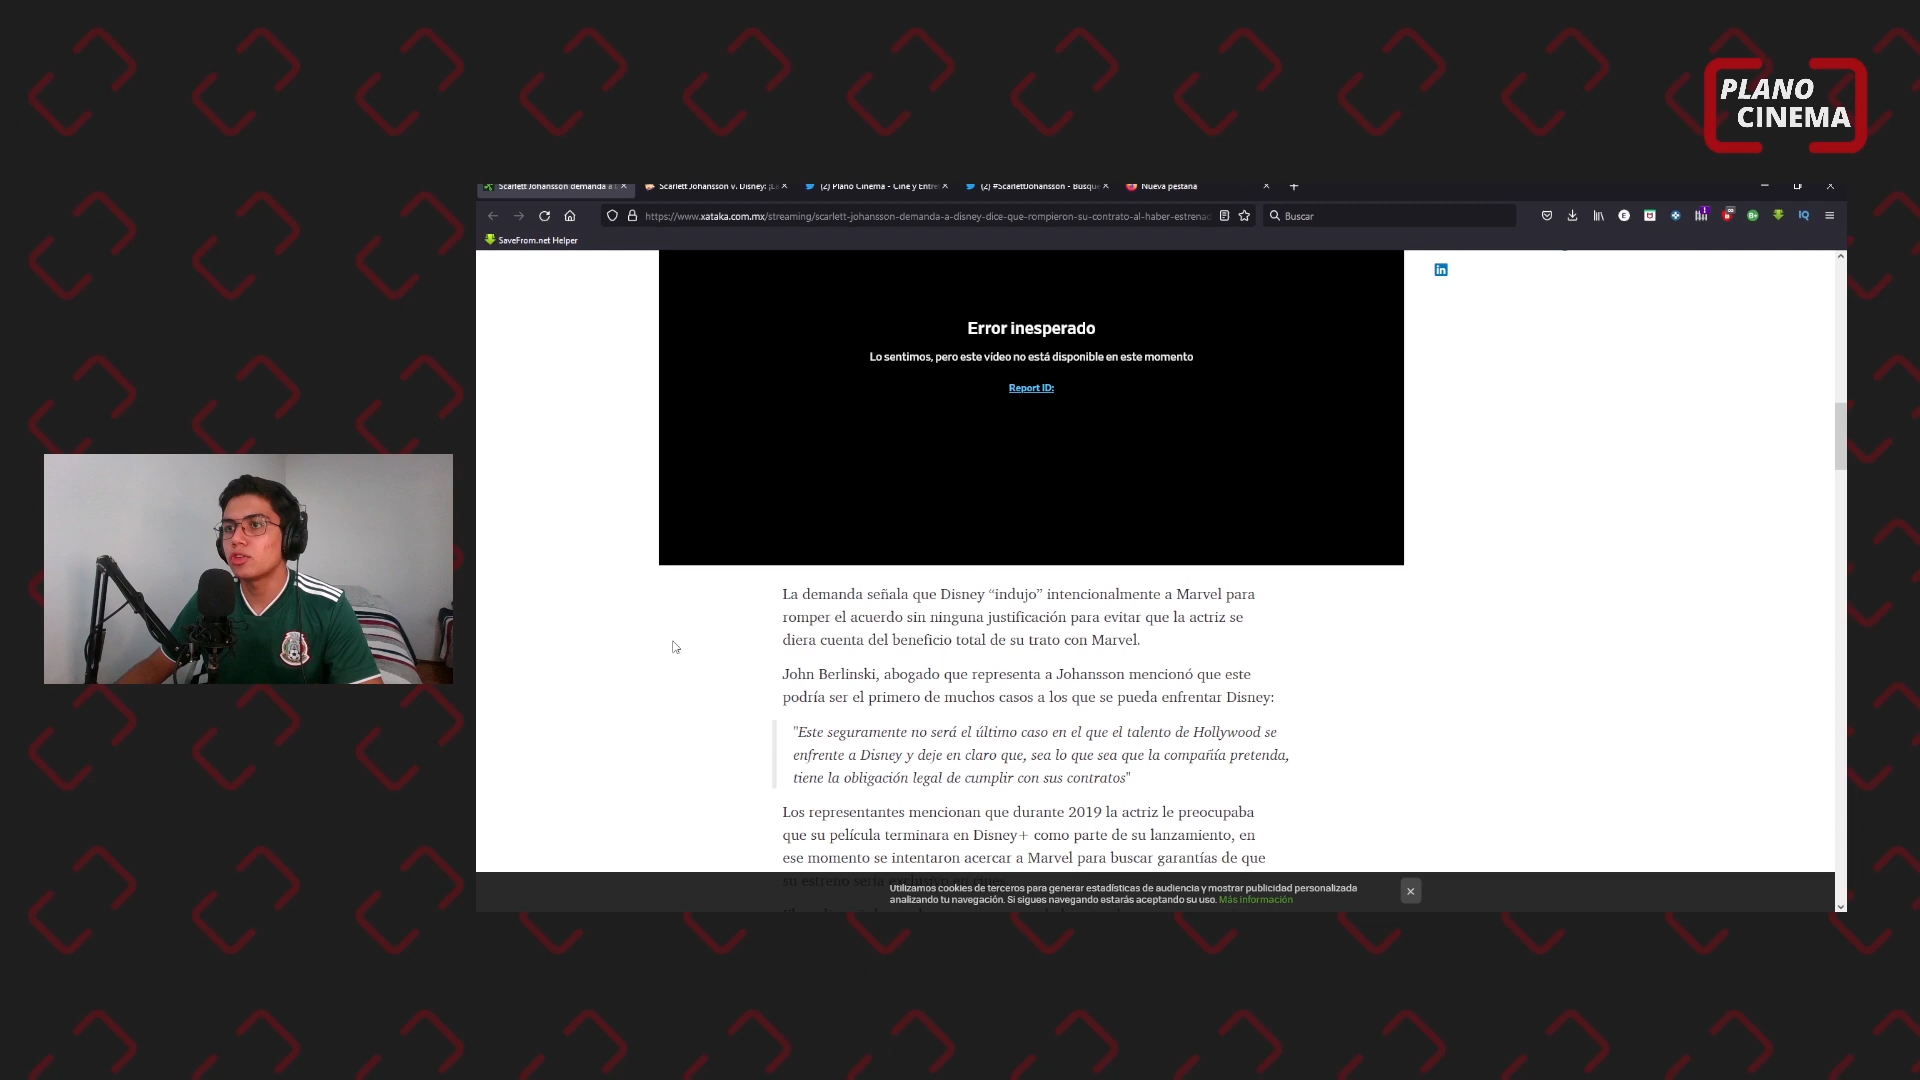 PLANO
CINEMA
Scarlett Johansson demanda a
Scarlett Johansson v. Disney: ¡La
(2) Plano Cinema - Cine y Entre
(2) #ScarlettJohansson - Búsque
Nueva pestaña
https://www.xataka.com.mx/streaming/scarlett-johansson-demanda-a-disney-dice-que-rompieron-su-contrato-al-haber-estrenad
Buscar
SaveFrom.net Helper
Error inesperado
Lo sentimos, pero este vídeo no está disponible en este momento
Report ID:
La demanda señala que Disney “indujo” intencionalmente a Marvel para
romper el acuerdo sin ninguna justificación para evitar que la actriz se
diera cuenta del beneficio total de su trato con Marvel.
John Berlinski, abogado que representa a Johansson mencionó que este
podría ser el primero de muchos casos a los que se pueda enfrentar Disney:
"Este seguramente no será el último caso en el que el talento de Hollywood se
enfrente a Disney y deje en claro que, sea lo que sea que la compañía pretenda,
tiene la obligación legal de cumplir con sus contratos"
Los representantes mencionan que durante 2019 la actriz le preocupaba
que su película terminara en Disney+ como parte de su lanzamiento, en
ese momento se intentaron acercar a Marvel para buscar garantías de que
su estreno sería exclusivo en cines
Utilizamos cookies de terceros para generar estadísticas de audiencia y mostrar publicidad personalizada
analizando tu navegación. Si sigues navegando estarás aceptando su uso. Más información